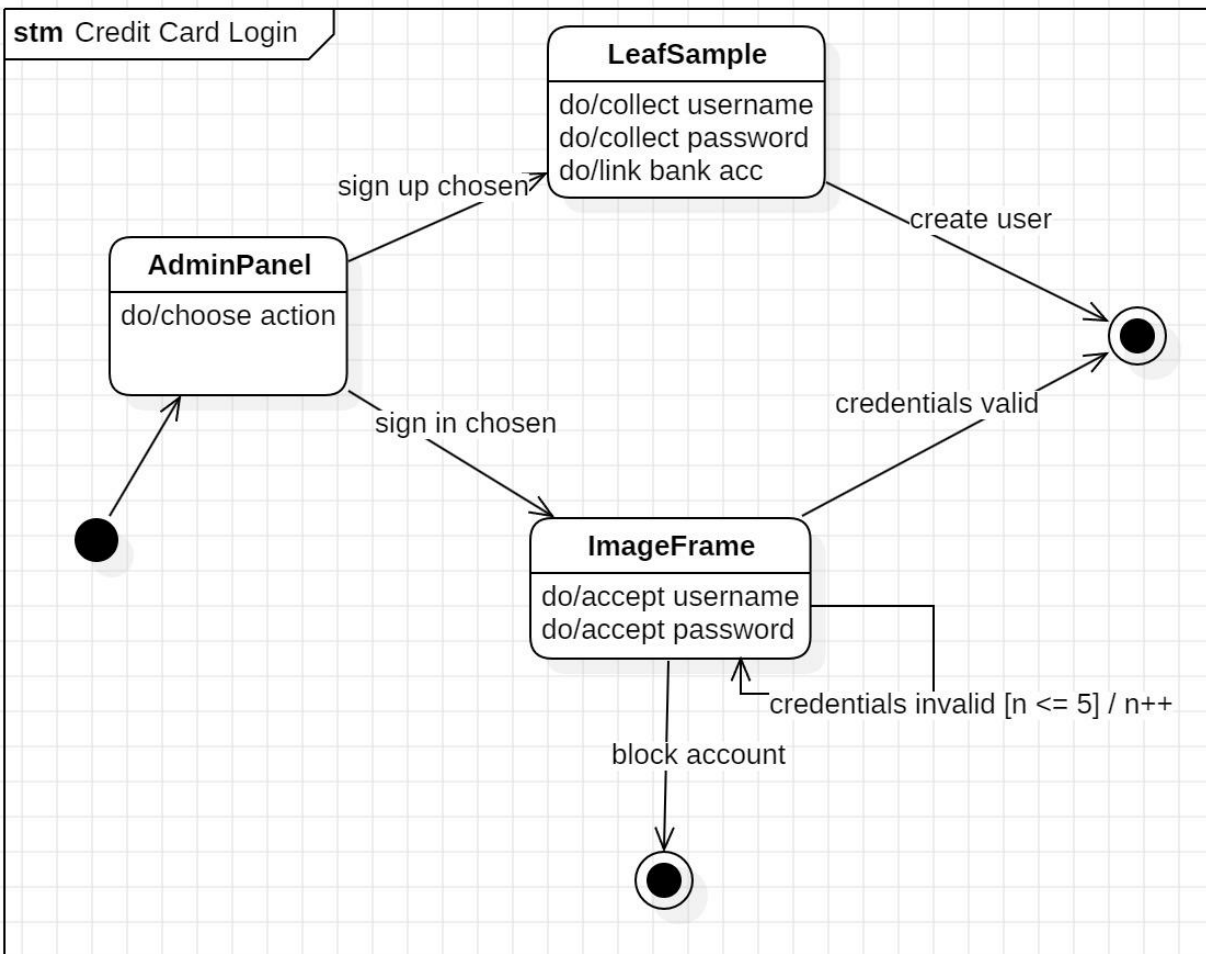 stm Credit Card Login
LeafSample
do/collect username
do/collect password
do/link bank acc
sign up chosen
create user
AdminPanel
do/choose action
credentials valid
sign in chosen
ImageFrame
do/accept username
do/accept password
credentials invalid [n <= 5] / n++
block account